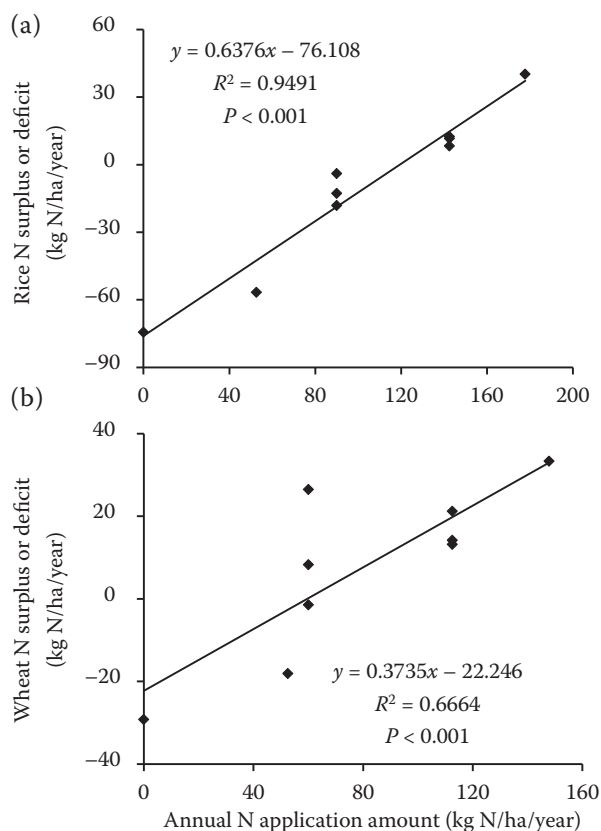 (a)
60
30
0
–30
–60
–90
Rice N surplus or deficit
(kg N/ha/year)
y = 0.6376x – 76.108
R² = 0.9491
P < 0.001
0
40
80
120
160
200
(b)
40
20
0
–20
–40
Wheat N surplus or deficit
(kg N/ha/year)
y = 0.3735x – 22.246
R² = 0.6664
P < 0.001
0
40
80
120
160
Annual N application amount (kg N/ha/year)